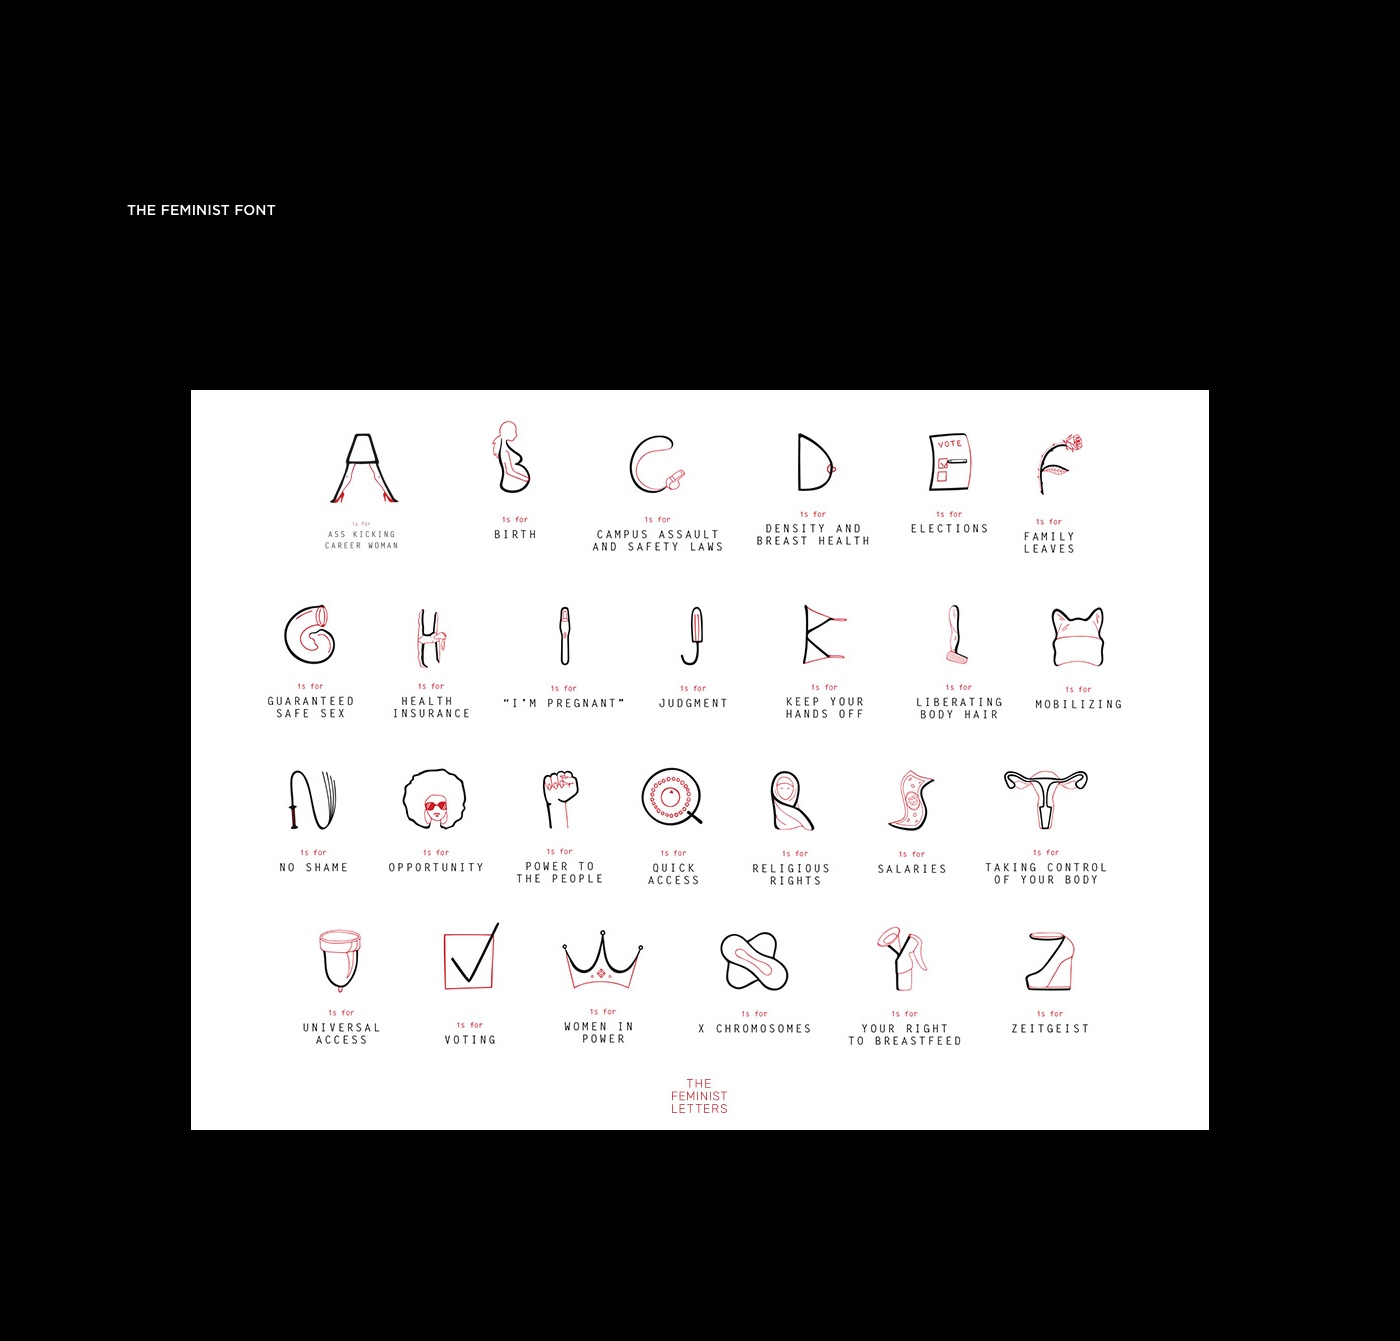 THE FEMINIST FONT
is for
ASS KICKING
CAREER WOMAN
is for
BIRTH
is for
CAMPUS ASSAULT
AND SAFETY LAWS
is for
DENSITY AND
BREAST HEALTH
VOTE
is for
ELECTIONS
is for
FAMILY
LEAVES
is for
GUARANTEED
SAFE SEX
is for
HEALTH
INSURANCE
is for
“I’M PREGNANT”
is for
JUDGMENT
is for
KEEP YOUR
HANDS OFF
is for
LIBERATING
BODY HAIR
is for
MOBILIZING
is for
NO SHAME
is for
OPPORTUNITY
is for
POWER TO
THE PEOPLE
is for
QUICK
ACCESS
is for
RELIGIOUS
RIGHTS
is for
SALARIES
is for
TAKING CONTROL
OF YOUR BODY
is for
UNIVERSAL
ACCESS
is for
VOTING
is for
WOMEN IN
POWER
is for
X CHROMOSOMES
is for
YOUR RIGHT
TO BREASTFEED
is for
ZEITGEIST
THE
FEMINIST
LETTERS